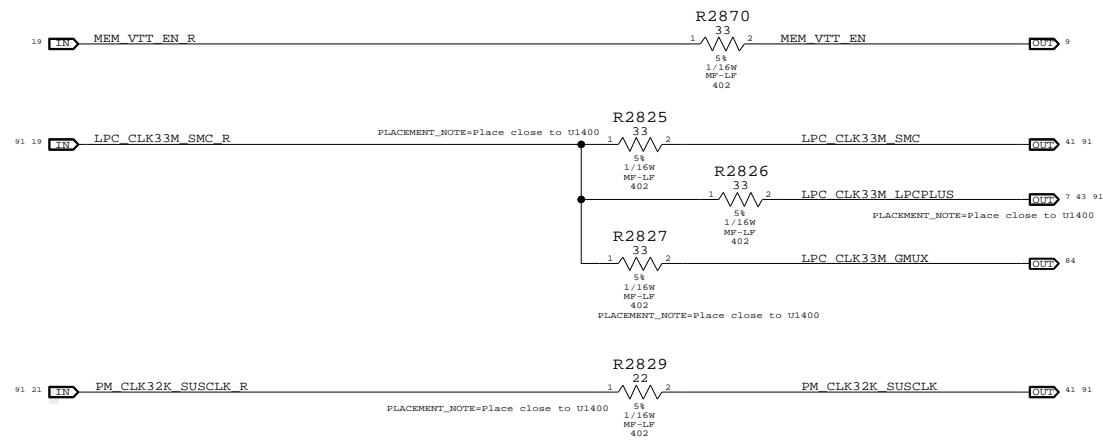 R2870
33
19 IN MEM_VTT_EN_R 1 2 MEM_VTT_EN OUT 9
5%
1/16W
MF-LF
402
R2825
PLACEMENT_NOTE=Place close to U1400 33
91 19 IN LPC_CLK33M_SMC_R 1 2 LPC_CLK33M_SMC OUT 41 91
5%
1/16W
MF-LF
402
R2826
33
1 2 LPC_CLK33M_LPCPLUS OUT 7 43 91
PLACEMENT_NOTE=Place close to U1400
5%
1/16W
MF-LF
402
R2827
33
1 2 LPC_CLK33M_GMUX OUT 84
5%
1/16W
MF-LF
402
PLACEMENT_NOTE=Place close to U1400
R2829
22
91 21 IN PM_CLK32K_SUSCLK_R 1 2 PM_CLK32K_SUSCLK OUT 41 91
PLACEMENT_NOTE=Place close to U1400
5%
1/16W
MF-LF
402